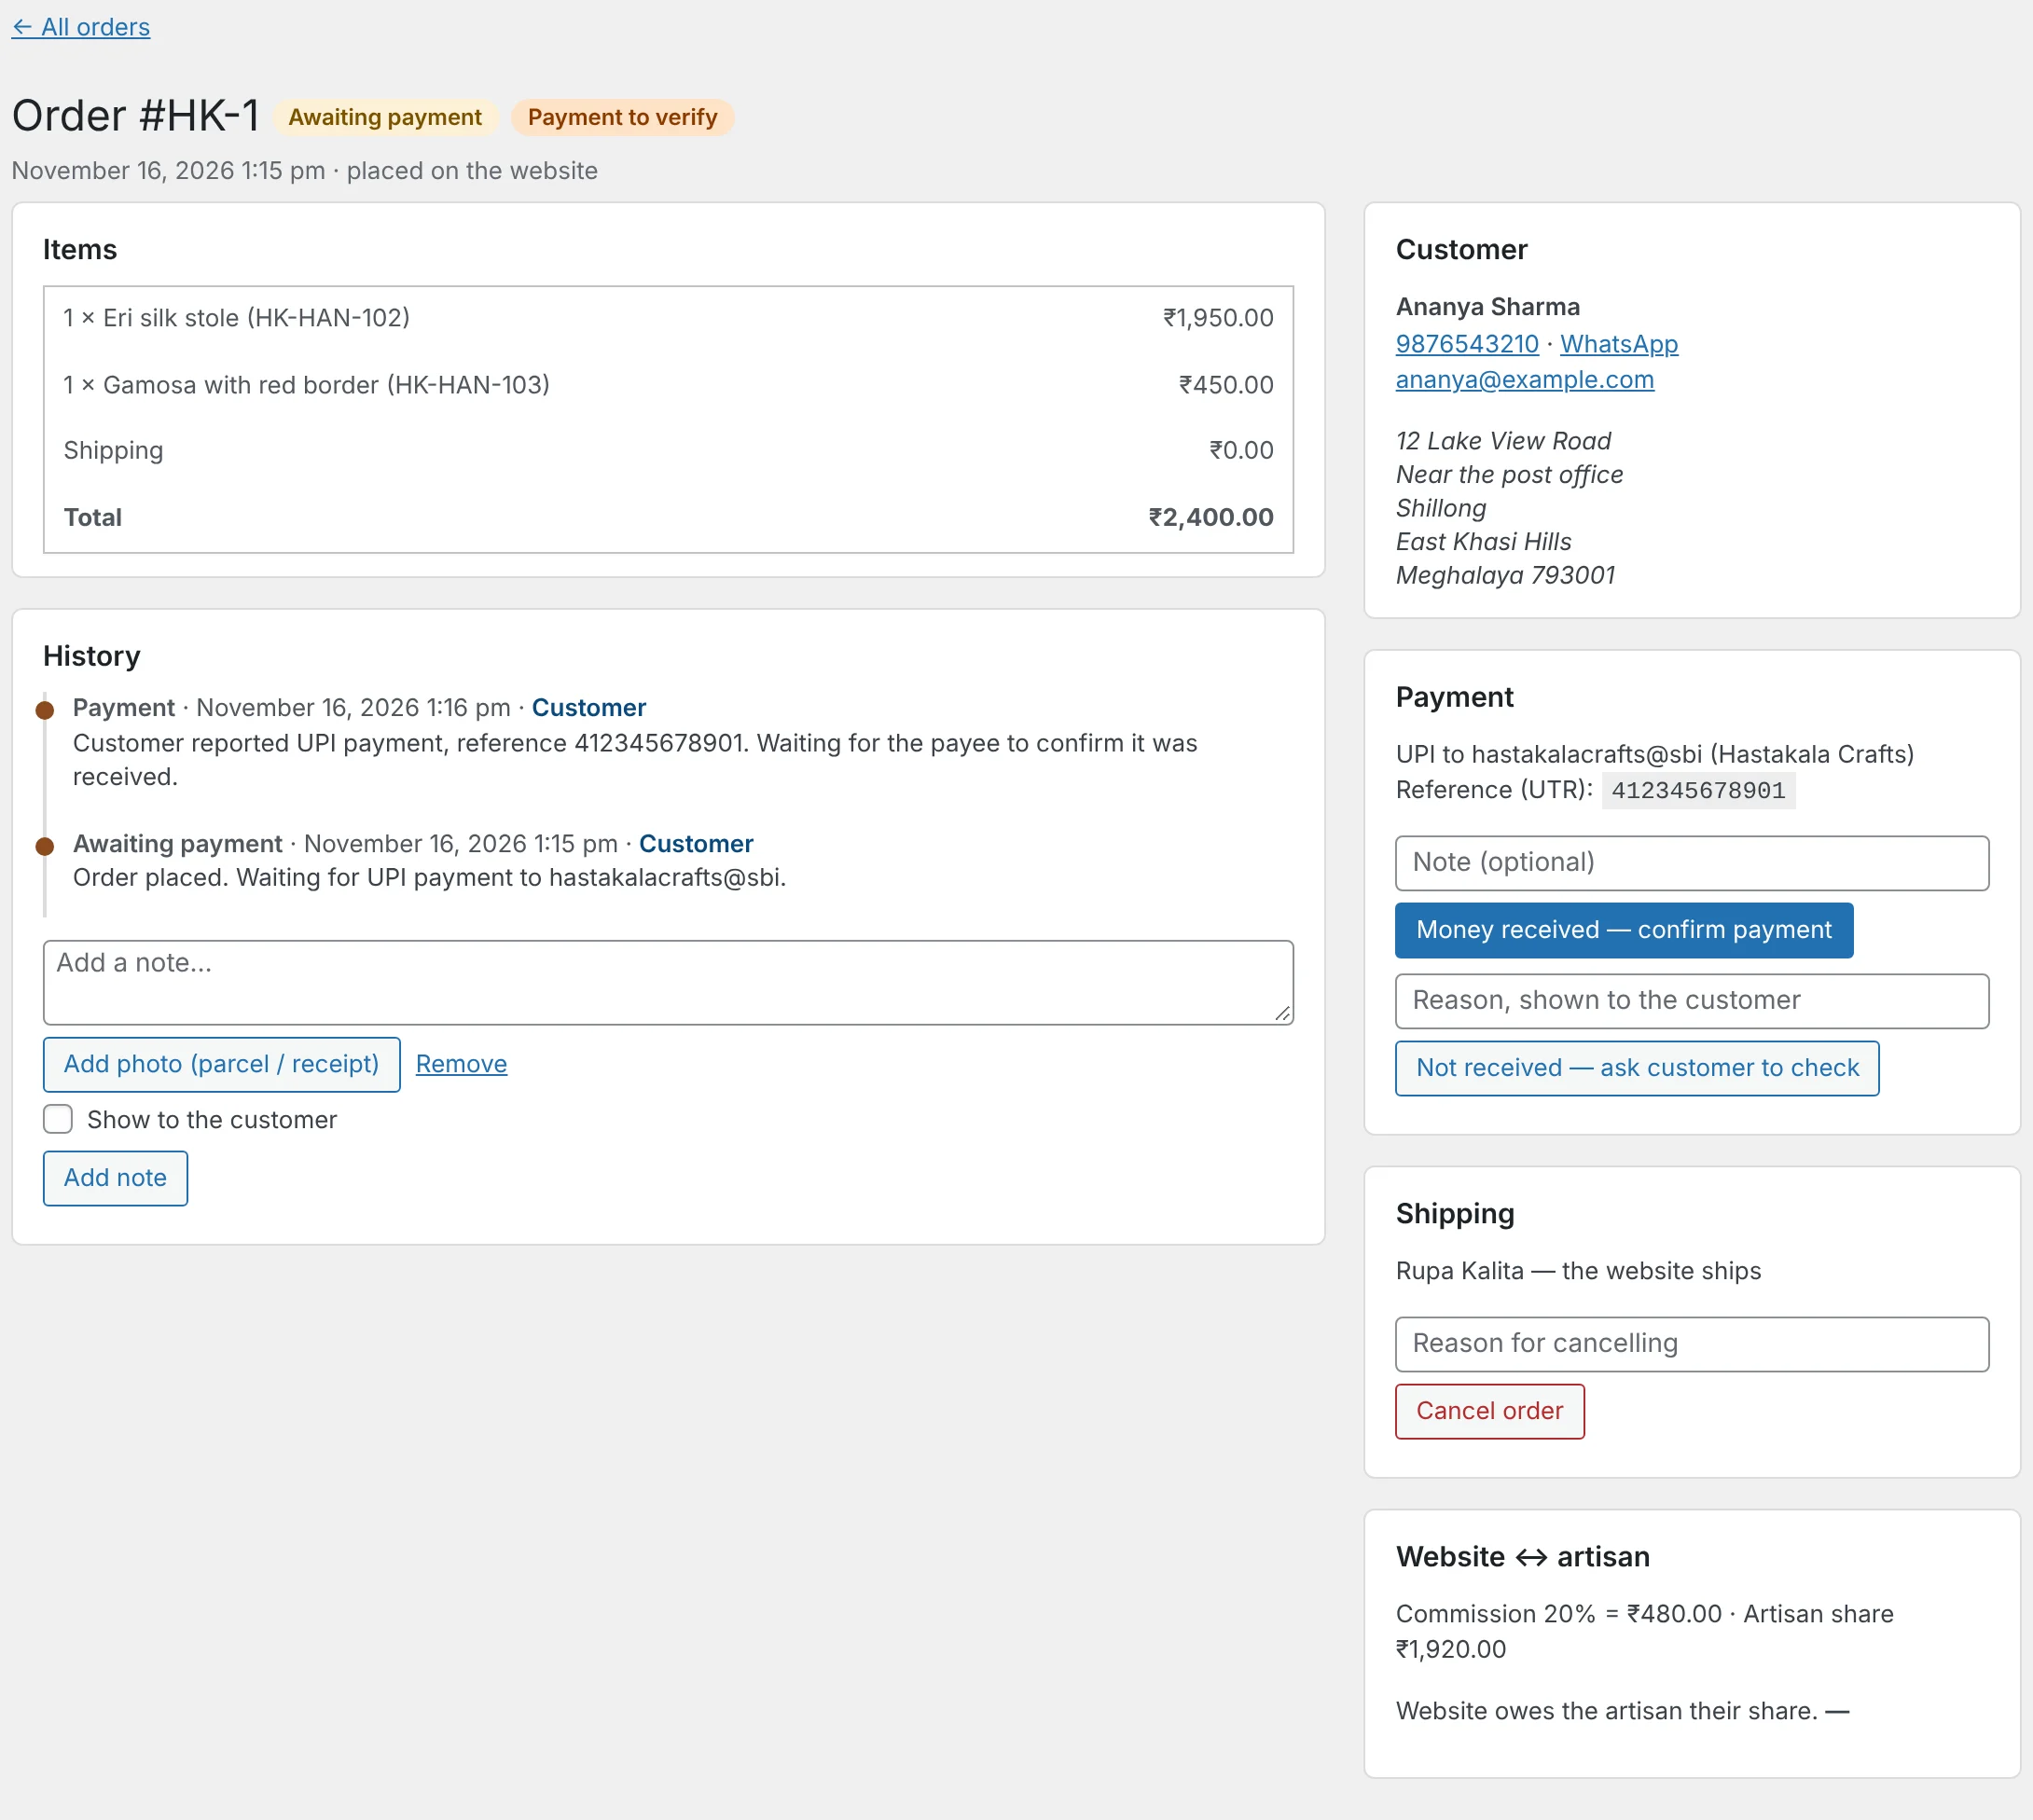 ← All orders
Order #HK-1 Awaiting payment Payment to verify
November 16, 2026 1:15 pm · placed on the website
Items
1 × Eri silk stole (HK-HAN-102) ₹1,950.00
1 × Gamosa with red border (HK-HAN-103) ₹450.00
Shipping ₹0.00
Total ₹2,400.00
History
Payment · November 16, 2026 1:16 pm · Customer
Customer reported UPI payment, reference 412345678901. Waiting for the payee to confirm it was
received.
Awaiting payment · November 16, 2026 1:15 pm · Customer
Order placed. Waiting for UPI payment to hastakalacrafts@sbi.
Add a note…
Add photo (parcel / receipt) Remove
Show to the customer
Add note
Customer
Ananya Sharma
9876543210 · WhatsApp
ananya@example.com
12 Lake View Road
Near the post office
Shillong
East Khasi Hills
Meghalaya 793001
Payment
UPI to hastakalacrafts@sbi (Hastakala Crafts)
Reference (UTR): 412345678901
Note (optional)
Money received — confirm payment
Reason, shown to the customer
Not received — ask customer to check
Shipping
Rupa Kalita — the website ships
Reason for cancelling
Cancel order
Website ↔ artisan
Commission 20% = ₹480.00 · Artisan share
₹1,920.00
Website owes the artisan their share. —